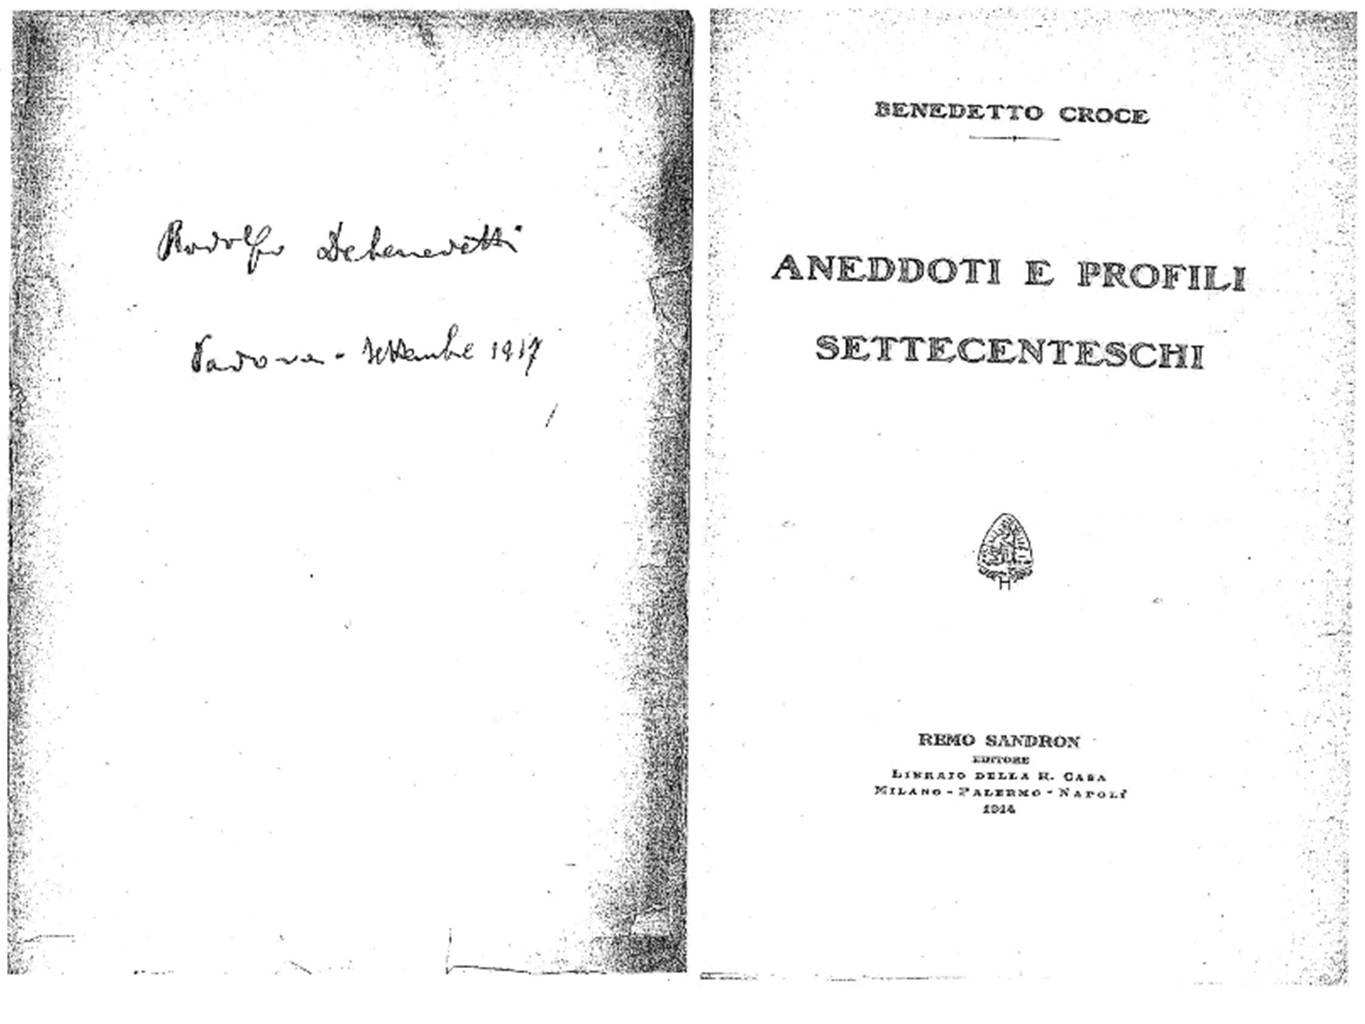 Rodolfo Debenedetti
Padova - settembre 1917
BENEDETTO CROCE
ANEDDOTI E PROFILI
SETTECENTESCHI
REMO SANDRON
EDITORE
LIBRAIO DELLA R. CASA
MILANO - PALERMO - NAPOLI
1914